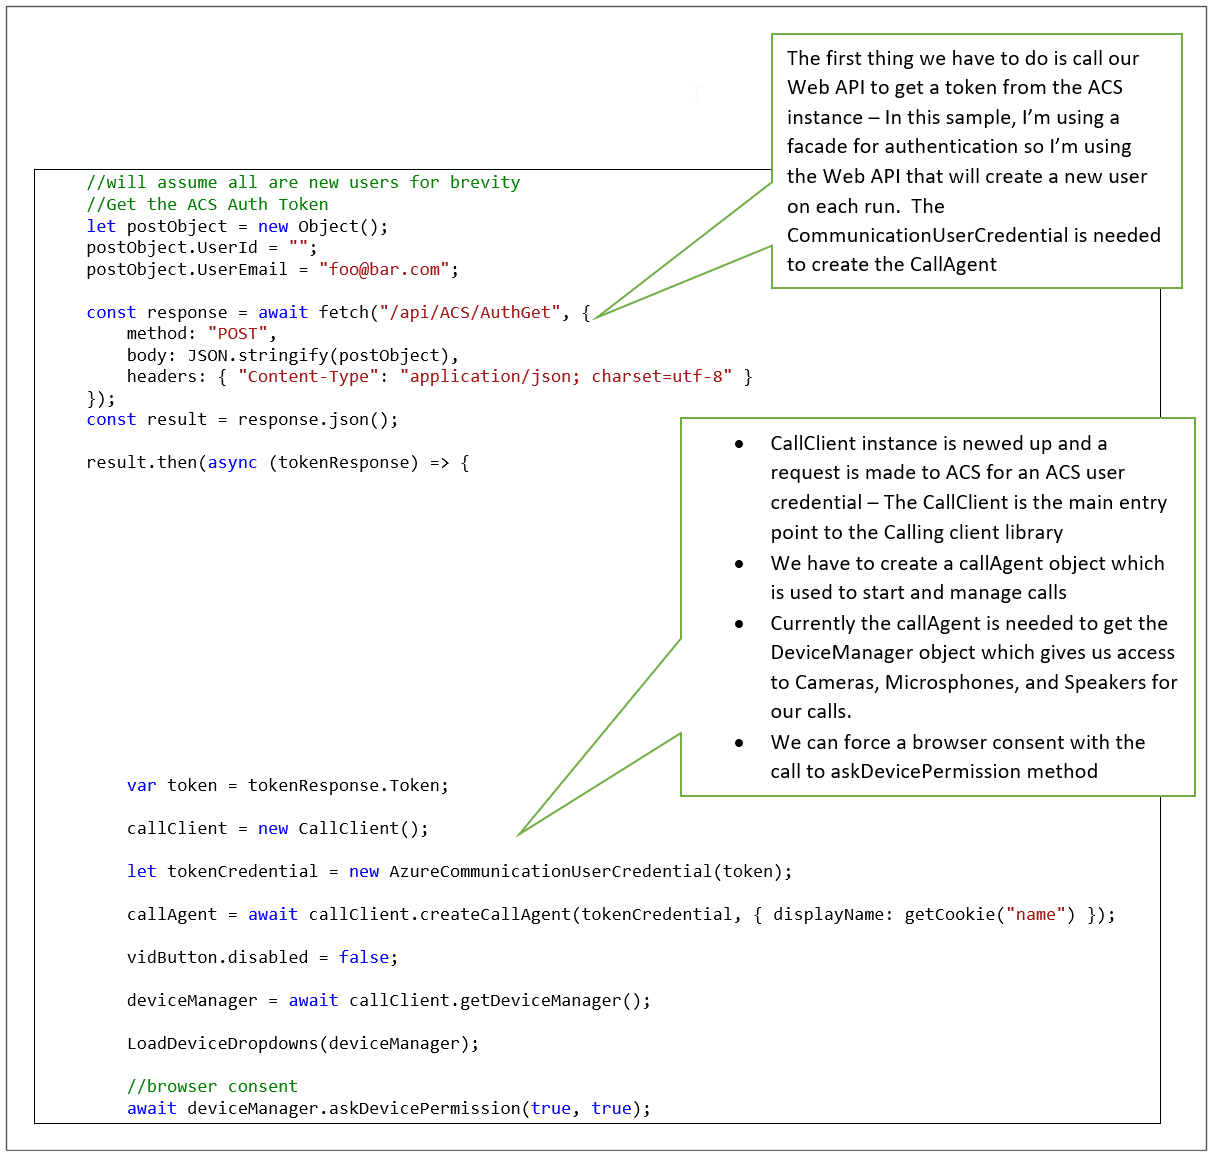 The first thing we have to do is call our
Web API to get a token from the ACS
instance – In this sample, I’m using a
facade for authentication so I’m using
the Web API that will create a new user
on each run.  The
CommunicationUserCredential is needed
to create the CallAgent
//will assume all are new users for brevity
//Get the ACS Auth Token
let postObject = new Object();
postObject.UserId = "";
postObject.UserEmail = "foo@bar.com";
const response = await fetch("/api/ACS/AuthGet", {
method: "POST",
body: JSON.stringify(postObject),
headers: { "Content-Type": "application/json; charset=utf-8" }
});
const result = response.json();
result.then(async (tokenResponse) => {
• CallClient instance is newed up and a
request is made to ACS for an ACS user
credential – The CallClient is the main entry
point to the Calling client library
• We have to create a callAgent object which
is used to start and manage calls
• Currently the callAgent is needed to get the
DeviceManager object which gives us access
to Cameras, Microsphones, and Speakers for
our calls.
• We can force a browser consent with the
call to askDevicePermission method
var token = tokenResponse.Token;
callClient = new CallClient();
let tokenCredential = new AzureCommunicationUserCredential(token);
callAgent = await callClient.createCallAgent(tokenCredential, { displayName: getCookie("name") });
vidButton.disabled = false;
deviceManager = await callClient.getDeviceManager();
LoadDeviceDropdowns(deviceManager);
//browser consent
await deviceManager.askDevicePermission(true, true);